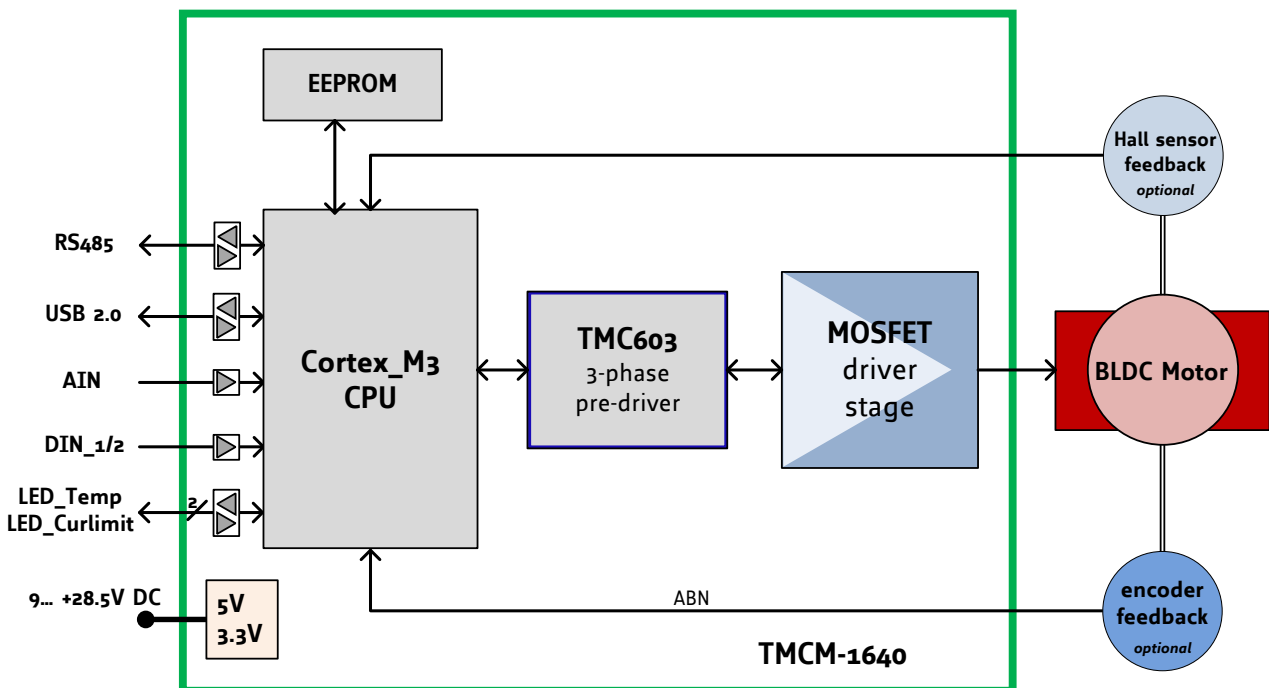 EEPROM
Hall sensor
feedback
optional
RS485
USB 2.0
AIN
DIN_1/2
LED_Temp
LED_Curlimit
2
Cortex_M3
CPU
TMC603
3-phase
pre-driver
MOSFET
driver
stage
BLDC Motor
9... +28.5V DC
5V
3.3V
ABN
encoder
feedback
optional
TMCM-1640